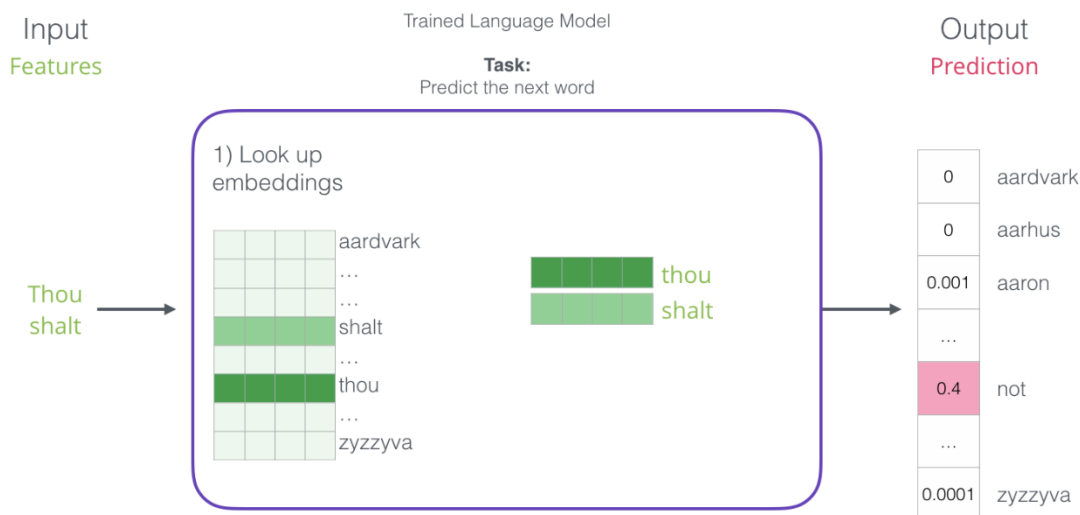 Input
Features
Trained Language Model
Task:
Predict the next word
Output
Prediction
Thou
shalt
1) Look up
embeddings
aardvark
...
...
shalt
...
thou
...
zyzzyva
thou
shalt
0 aardvark
0 aarhus
0.001 aaron
...
0.4 not
...
0.0001 zyzzyva